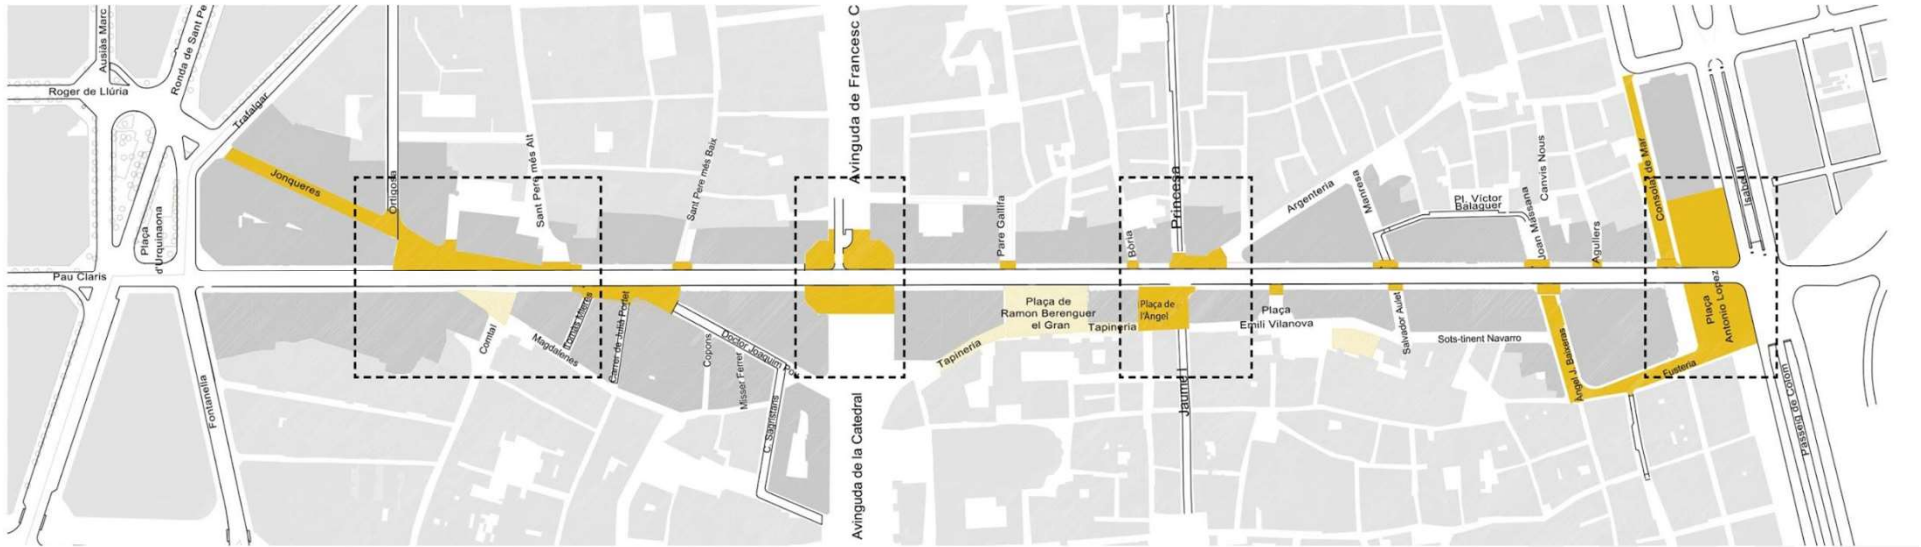 Ausiàs Marc
Ronda de Sant Pe
Roger de Llúria
Trafalgar
Plaça
d'Urquinaona
Pau Claris
Fontanella
Jonqueres
Ortigosa
Sant Pere més Alt
Sant Pere més Baix
Comtal
Magdalenes
Tomàs Mieres
Carrer de Julià Portet
Doctor Joaquim Pou
Copons
Misser Ferrer
C. Sagristans
Avinguda de Francesc C
Avinguda de la Catedral
Pare Gallifa
Plaça de
Ramon Berenguer
el Gran
Tapineria
Tapineria
Bòria
Princesa
Plaça de
l'Àngel
Jaume I
Argenteria
Manresa
Plaça
Emili Vilanova
Salvador Aulet
Pl. Víctor
Balaguer
Sots-tinent Navarro
Joan Massana
Canvis Nous
Agullers
Àngel J. Baixeras
Fusteria
Consolat de Mar
Isabel II
Plaça
Antonio López
Passeig de Colom